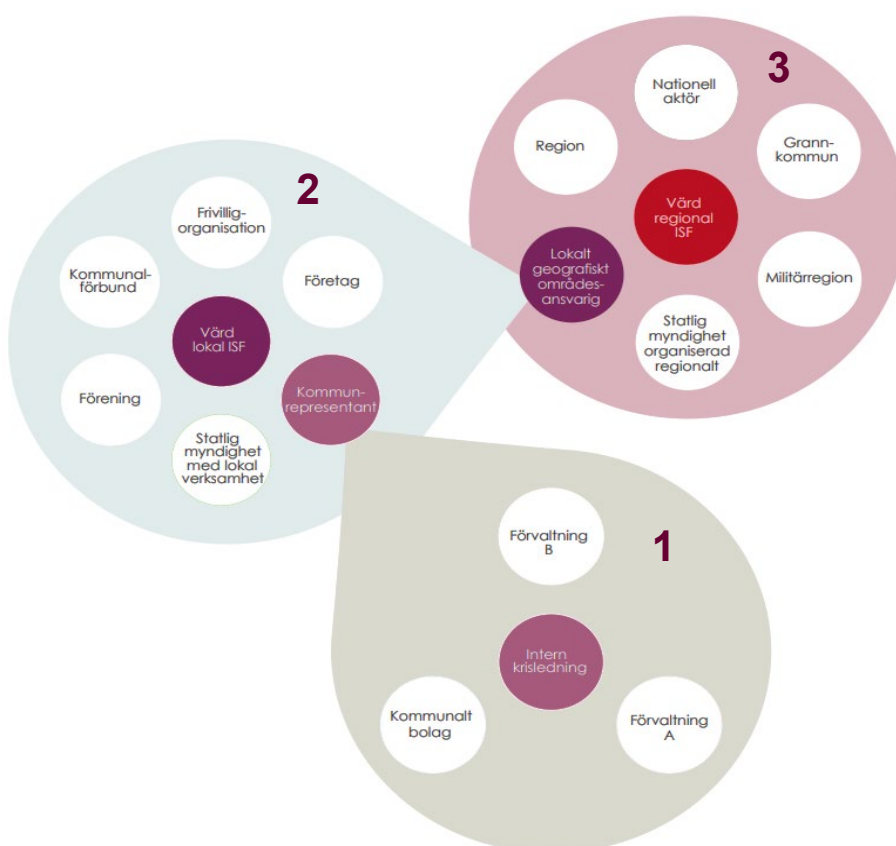 3
Nationell
aktör
Region
Grann-
kommun
Värd
regional
ISF
Lokalt
geografiskt
områdes-
ansvarig
Militärregion
Statlig
myndighet
organiserad
regionalt
2
Frivillig-
organisation
Kommunal-
förbund
Företag
Värd
lokal ISF
Förening
Kommun-
representant
Statlig
myndighet
med lokal
verksamhet
1
Förvaltning
B
Intern
krisledning
Kommunalt
bolag
Förvaltning
A